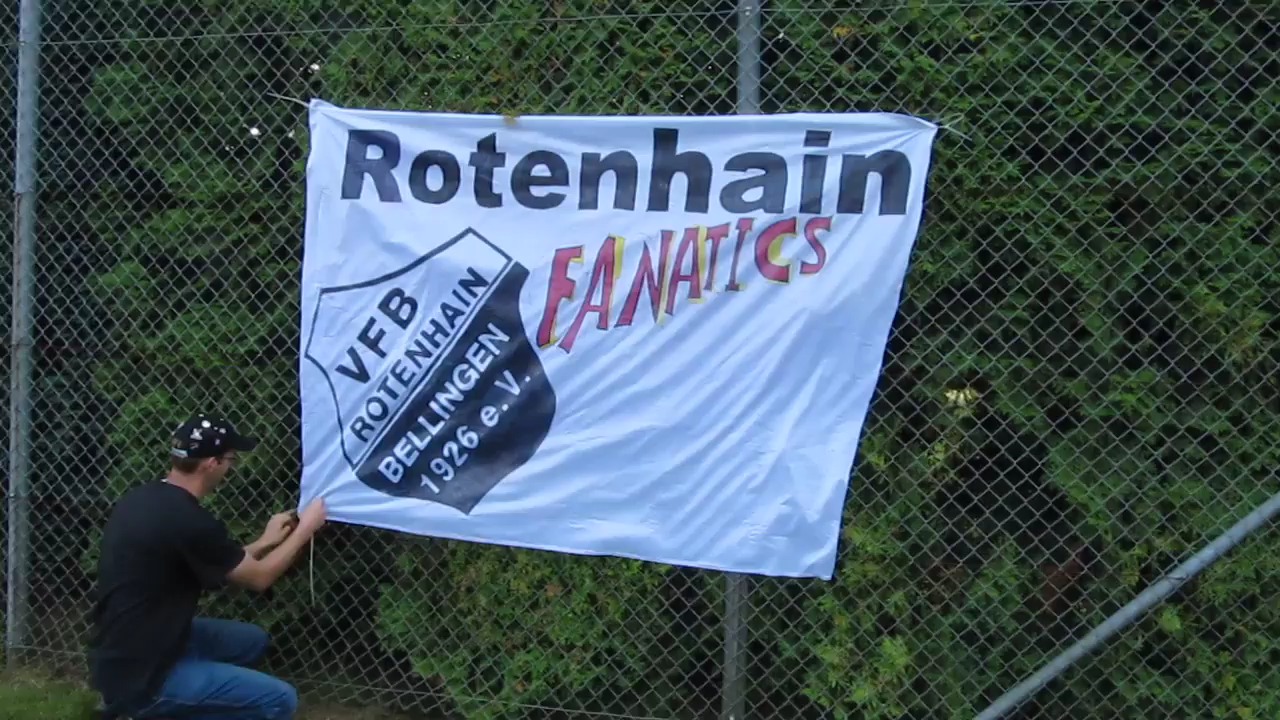 Rotenhain
FANATICS
VFB
ROTENHAIN
BELLINGEN
1926 e.V.